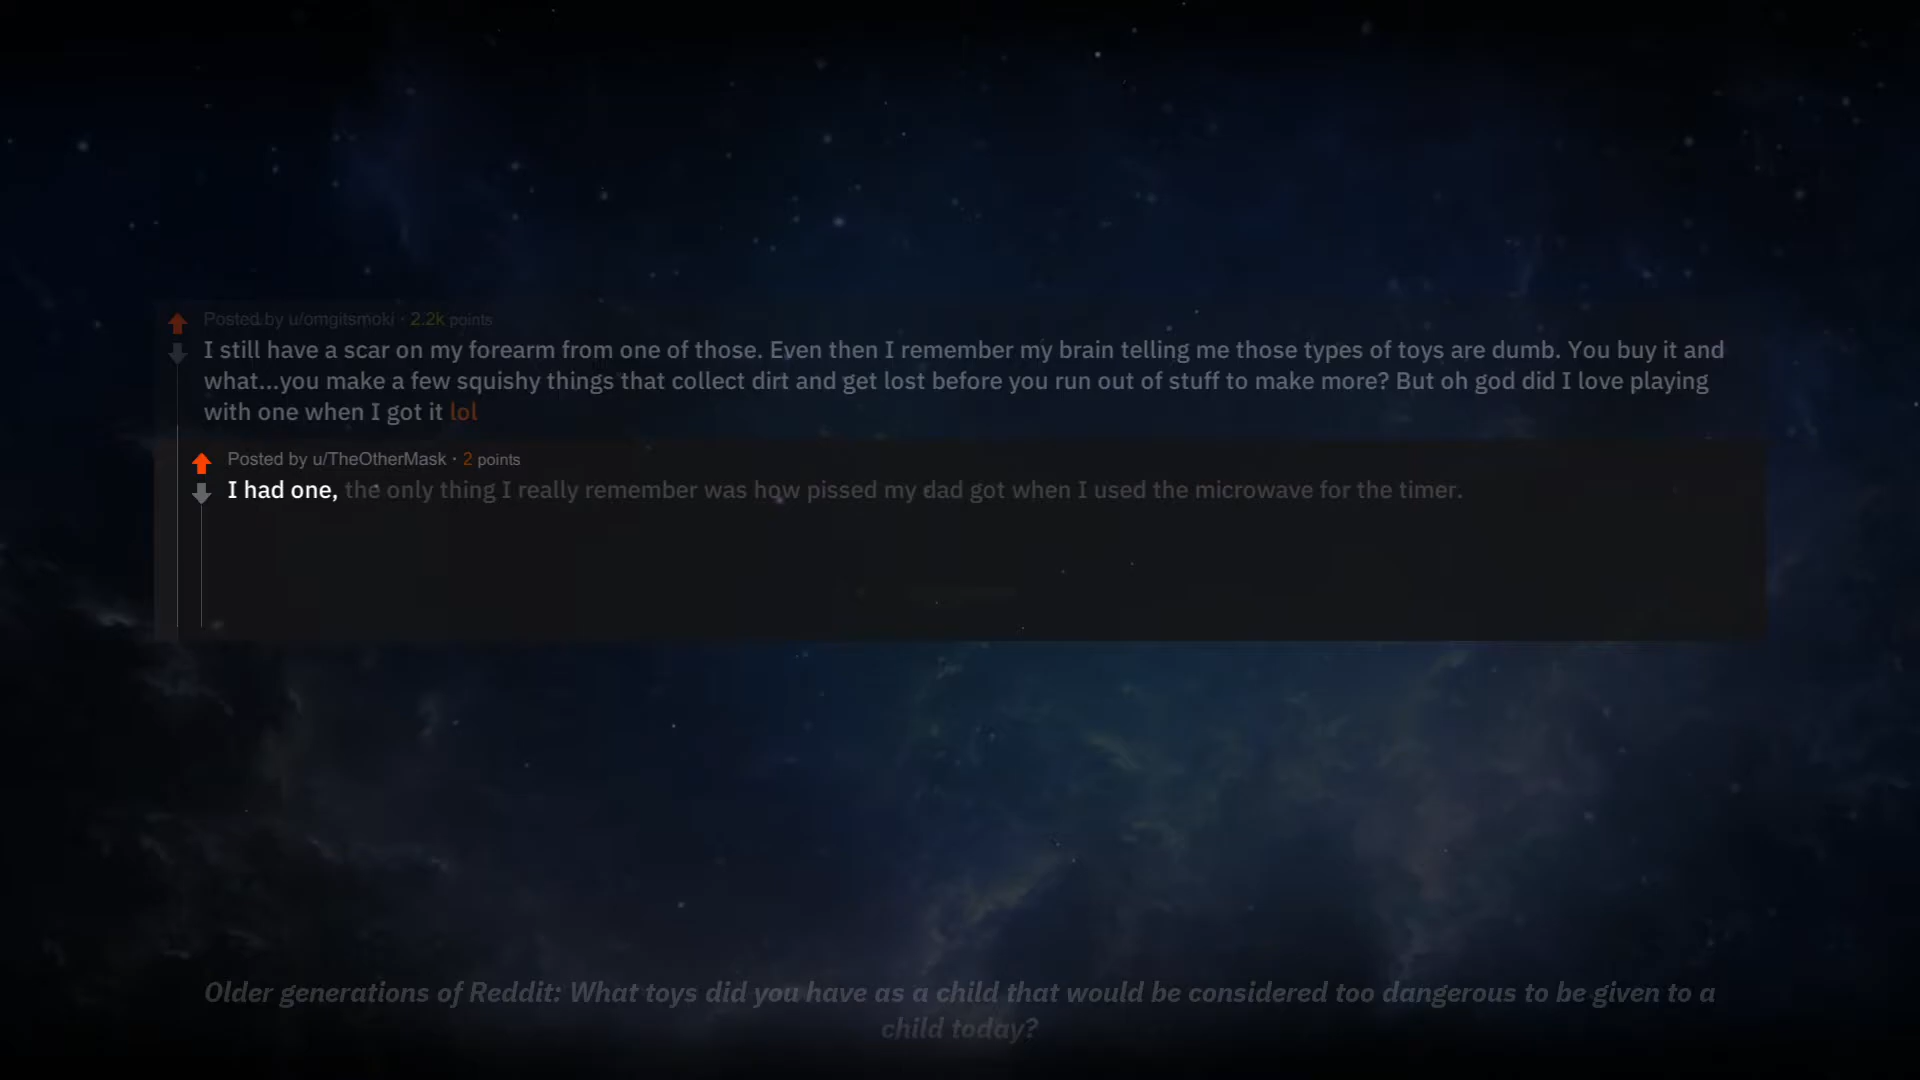 Posted by u/omgitsmoki · 2.2k points
I still have a scar on my forearm from one of those. Even then I remember my brain telling me those types of toys are dumb. You buy it and
what...you make a few squishy things that collect dirt and get lost before you run out of stuff to make more? But oh god did I love playing
with one when I got it lol
Posted by u/TheOtherMask · 2 points
I had one, the only thing I really remember was how pissed my dad got when I used the microwave for the timer.
Older generations of Reddit: What toys did you have as a child that would be considered too dangerous to be given to a
child today?